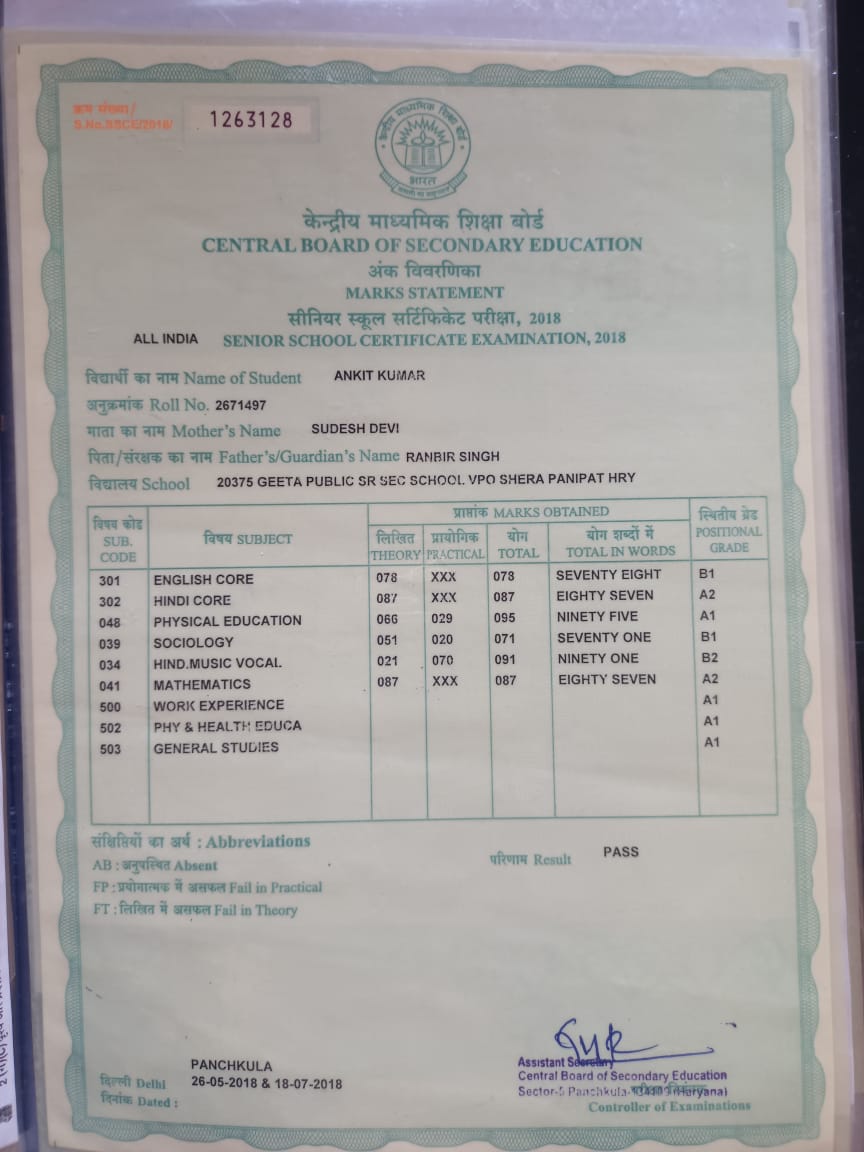 क्रम संख्या/
S.No.SSCE/2018/ 1263128
केन्द्रीय माध्यमिक शिक्षा बोर्ड
भारत
केन्द्रीय माध्यमिक शिक्षा बोर्ड
CENTRAL BOARD OF SECONDARY EDUCATION
अंक विवरणिका
MARKS STATEMENT
सीनियर स्कूल सर्टिफिकेट परीक्षा, 2018
ALL INDIA SENIOR SCHOOL CERTIFICATE EXAMINATION, 2018
विद्यार्थी का नाम Name of Student ANKIT KUMAR
अनुक्रमांक Roll No. 2671497
माता का नाम Mother's Name SUDESH DEVI
पिता/संरक्षक का नाम Father's/Guardian's Name RANBIR SINGH
विद्यालय School 20375 GEETA PUBLIC SR SEC SCHOOL VPO SHERA PANIPAT HRY
विषय कोड SUB. CODE
विषय SUBJECT
प्राप्तांक MARKS OBTAINED
लिखित THEORY
प्रायोगिक PRACTICAL
योग TOTAL
योग शब्दों में TOTAL IN WORDS
स्थितीय ग्रेड POSITIONAL GRADE
301 ENGLISH CORE 078 XXX 078 SEVENTY EIGHT B1
302 HINDI CORE 087 XXX 087 EIGHTY SEVEN A2
048 PHYSICAL EDUCATION 066 029 095 NINETY FIVE A1
039 SOCIOLOGY 051 020 071 SEVENTY ONE B1
034 HIND.MUSIC VOCAL 021 070 091 NINETY ONE B2
041 MATHEMATICS 087 XXX 087 EIGHTY SEVEN A2
500 WORK EXPERIENCE A1
502 PHY & HEALTH EDUCA A1
503 GENERAL STUDIES A1
संक्षिप्तियों का अर्थ : Abbreviations
AB : अनुपस्थित Absent
परिणाम Result PASS
FP : प्रयोगात्मक में असफल Fail in Practical
FT : लिखित में असफल Fail in Theory
PANCHKULA
दिल्ली Delhi 26-05-2018 & 18-07-2018
दिनांक Dated :
Assistant Secretary
Central Board of Secondary Education
Sector-5 Panchkula (Haryana)
Controller of Examinations